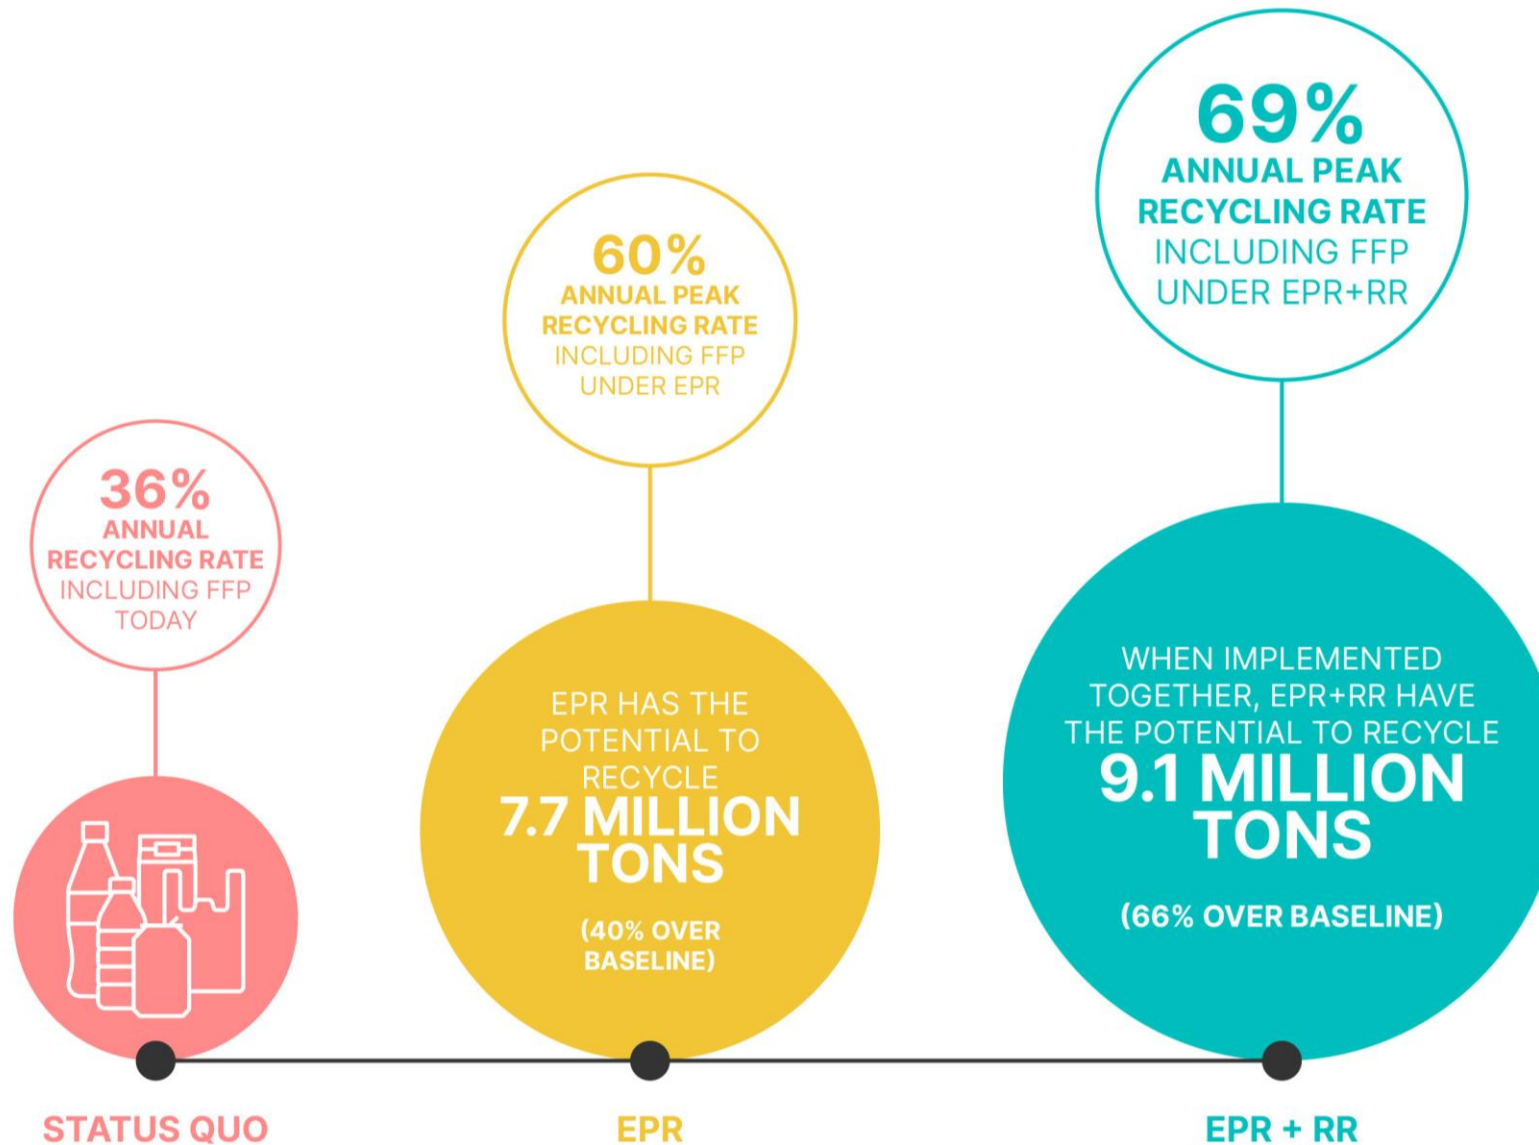 36%
ANNUAL
RECYCLING RATE
INCLUDING FFP
TODAY
STATUS QUO
60%
ANNUAL PEAK
RECYCLING RATE
INCLUDING FFP
UNDER EPR
EPR HAS THE
POTENTIAL TO
RECYCLE
7.7 MILLION
TONS
(40% OVER
BASELINE)
EPR
69%
ANNUAL PEAK
RECYCLING RATE
INCLUDING FFP
UNDER EPR+RR
WHEN IMPLEMENTED
TOGETHER, EPR+RR HAVE
THE POTENTIAL TO RECYCLE
9.1 MILLION
TONS
(66% OVER BASELINE)
EPR + RR